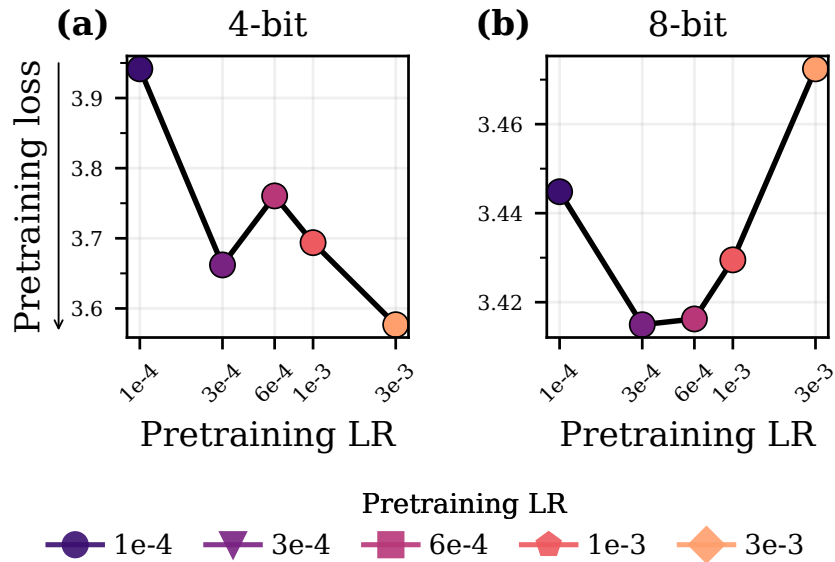 (a) 4-bit
Pretraining loss
3.9
3.8
3.7
3.6
1e-4 3e-4 6e-4 1e-3 3e-3
Pretraining LR
(b) 8-bit
3.46
3.44
3.42
1e-4 3e-4 6e-4 1e-3 3e-3
Pretraining LR
Pretraining LR
1e-4 3e-4 6e-4 1e-3 3e-3